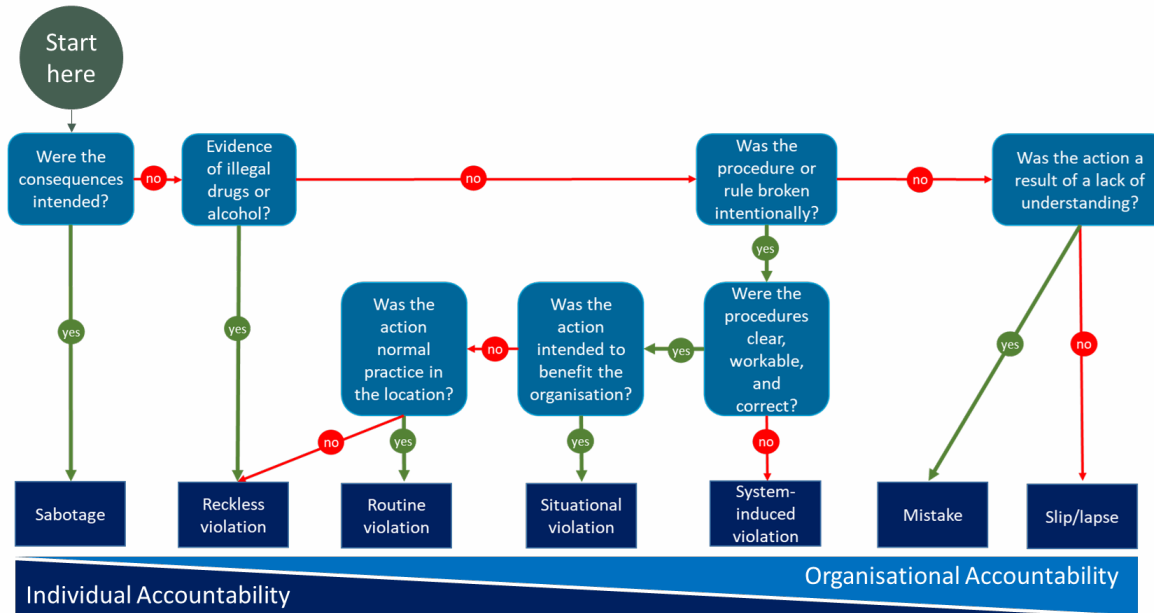 Start
here
Were the
consequences
intended?
no
Evidence
of illegal
drugs or
alcohol?
no
Was the
procedure or
rule broken
intentionally?
no
Was the action a
result of a lack of
understanding?
yes
Were the
procedures
clear,
workable,
and
correct?
yes
Was the
action
intended to
benefit the
organisation?
no
Was the
action
normal
practice in
the location?
yes
yes
no
yes
yes
no
yes
no
Sabotage
Reckless
violation
Routine
violation
Situational
violation
System-
induced
violation
Mistake
Slip/lapse
Individual Accountability
Organisational Accountability